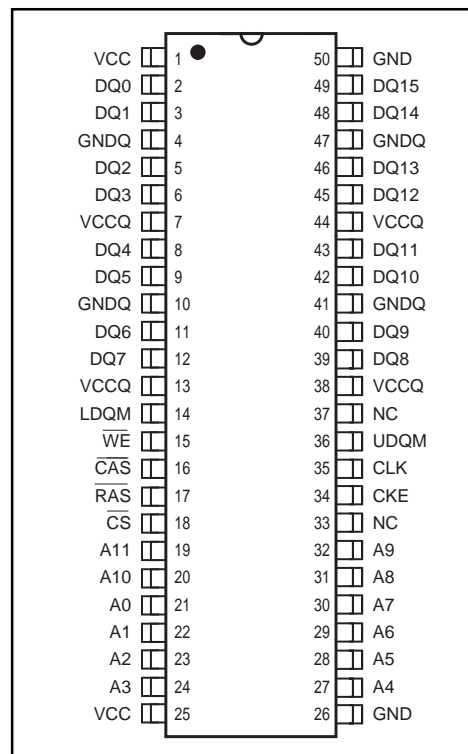 VCC 1 50 GND
DQ0 2 49 DQ15
DQ1 3 48 DQ14
GNDQ 4 47 GNDQ
DQ2 5 46 DQ13
DQ3 6 45 DQ12
VCCQ 7 44 VCCQ
DQ4 8 43 DQ11
DQ5 9 42 DQ10
GNDQ 10 41 GNDQ
DQ6 11 40 DQ9
DQ7 12 39 DQ8
VCCQ 13 38 VCCQ
LDQM 14 37 NC
W̅E̅ 15 36 UDQM
C̅A̅S̅ 16 35 CLK
R̅A̅S̅ 17 34 CKE
C̅S̅ 18 33 NC
A11 19 32 A9
A10 20 31 A8
A0 21 30 A7
A1 22 29 A6
A2 23 28 A5
A3 24 27 A4
VCC 25 26 GND